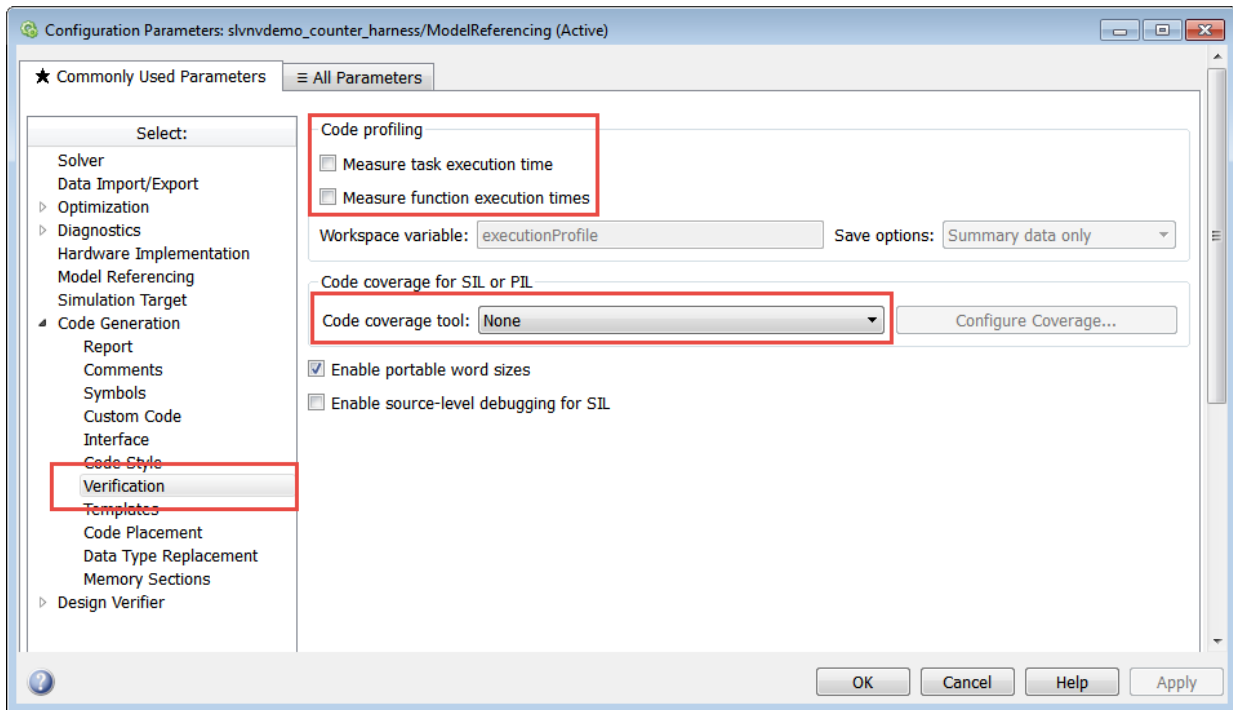 Configuration Parameters: slvnvdemo_counter_harness/ModelReferencing (Active)
★ Commonly Used Parameters
≡ All Parameters
Select:
Solver
Data Import/Export
Optimization
Diagnostics
Hardware Implementation
Model Referencing
Simulation Target
Code Generation
Report
Comments
Symbols
Custom Code
Interface
Code Style
Verification
Templates
Code Placement
Data Type Replacement
Memory Sections
Design Verifier
Code profiling
Measure task execution time
Measure function execution times
Workspace variable: executionProfile Save options: Summary data only
Code coverage for SIL or PIL
Code coverage tool: None Configure Coverage...
Enable portable word sizes
Enable source-level debugging for SIL
OK Cancel Help Apply